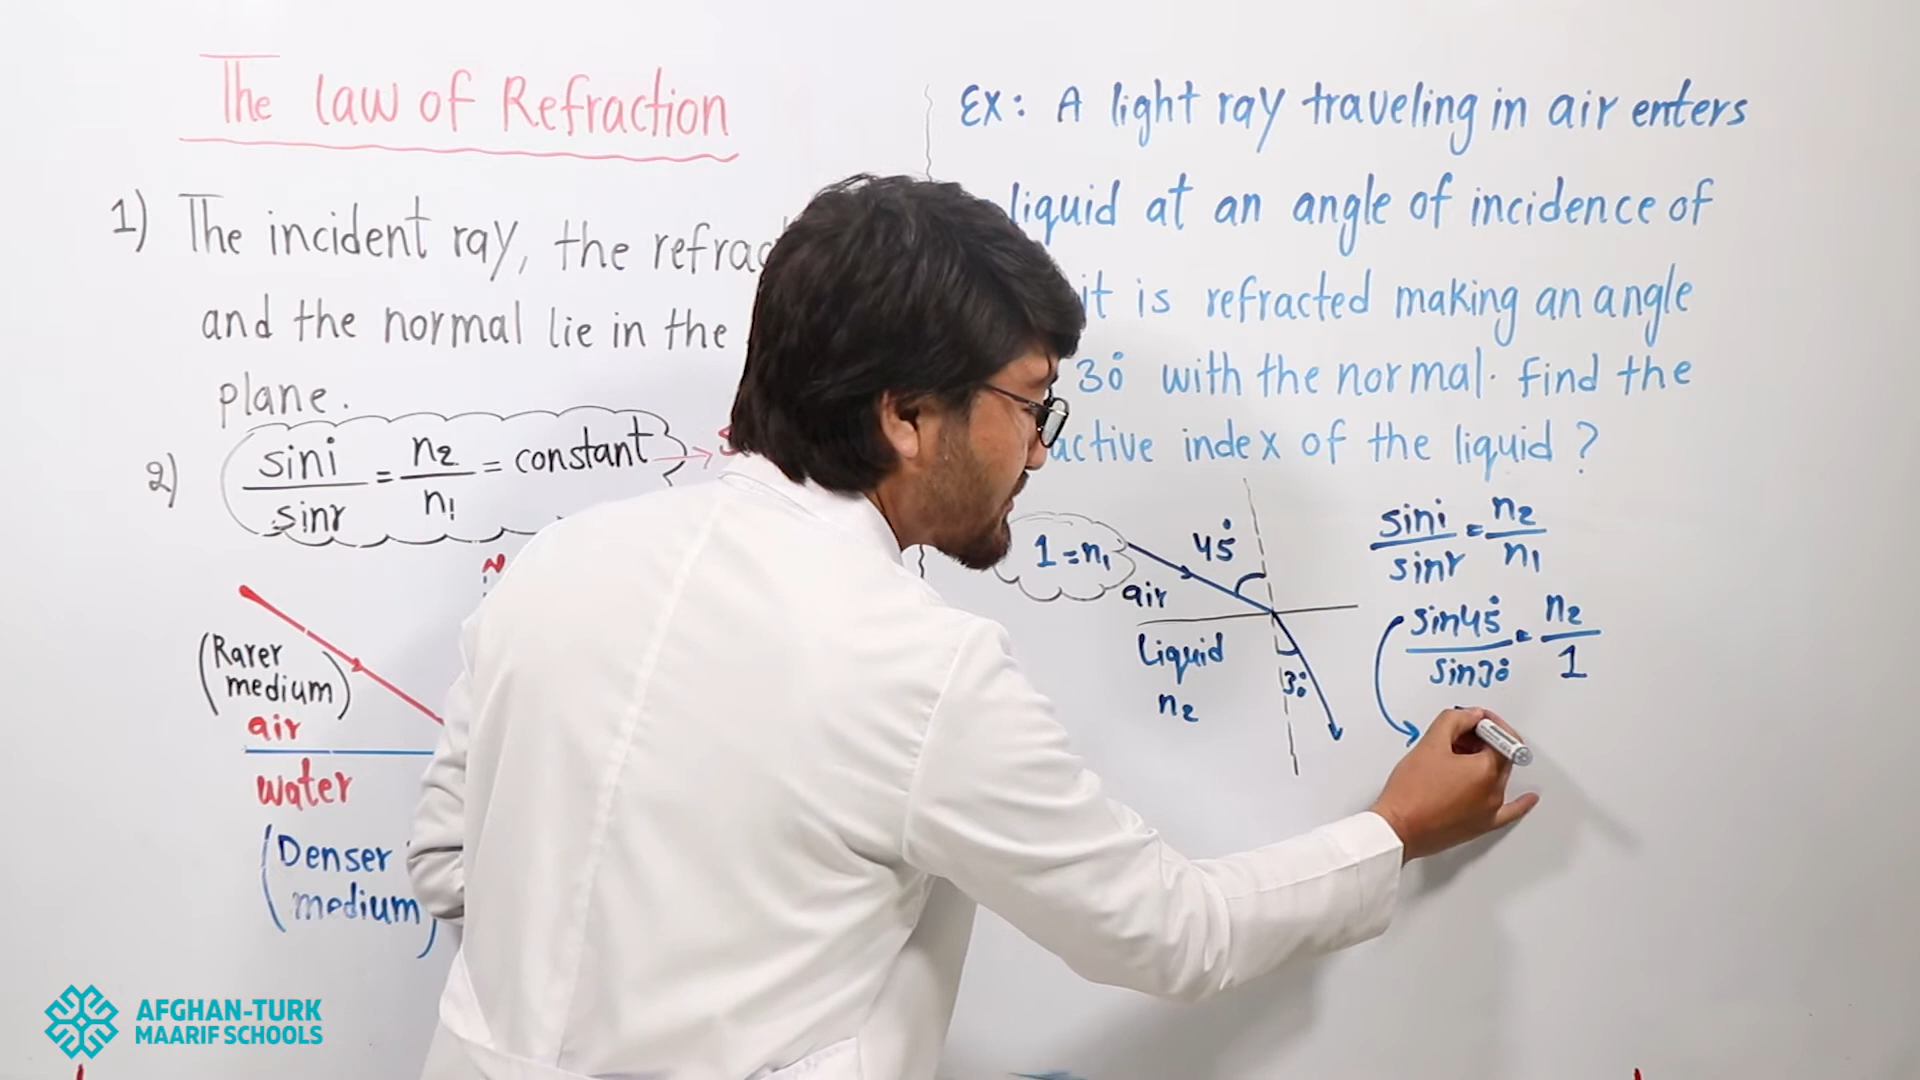 The law of Refraction
1) The incident ray, the
and the normal lie in the
plane.
2) sini/sinr = n2/n1 = constant →
N
(Rarer
medium)
air
water
(Denser
medium)
EX: A light ray traveling in air enters
liquid at an angle of incidence of
it is refracted making an angle
30° with the normal. find the
index of the liquid ?
1=n1
45°
air
Liquid
30°
n2
sini/sinr = n2/n1
sin45°/sin30° = n2/1
AFGHAN-TURK
MAARIF SCHOOLS